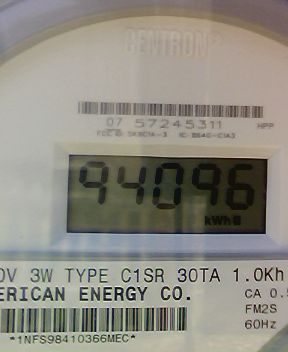 CENTRON
07 57245311 HPP
94096
kWh
0V 3W TYPE C1SR 30TA 1.0Kh
ERICAN ENERGY CO.
CA 0.5
FM2S
60Hz
*1NFS98410366MEC*